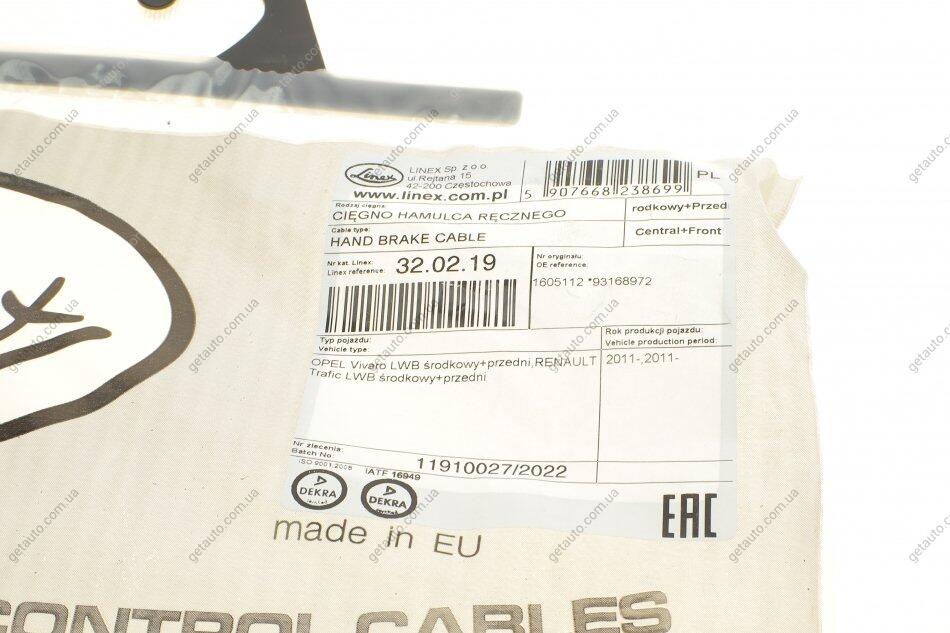 Linex
LINEX Sp. z o.o.
ul.Rejtana 15
42-200 Częstochowa
www.linex.com.pl
5 907668 238699
PL
Rodzaj cięgna:
CIĘGNO HAMULCA RĘCZNEGO
rodkowy+Przed
Cable type:
HAND BRAKE CABLE
Central+Front
Nr kat. Linex:
Linex reference:
32.02.19
Nr oryginału:
OE reference:
1605112 *93168972
Typ pojazdu:
Vehicle type:
OPEL Vivaro LWB środkowy+przedni,RENAULT
Trafic LWB środkowy+przedni
Rok produkcji pojazdu:
Vehicle production period:
2011-,2011-
Nr zlecenia:
Batch No:
11910027/2022
ISO 9001:2008
IATF 16949
DEKRA
DEKRA
EAC
made in EU
CONTROL CABLES
getauto.com.ua